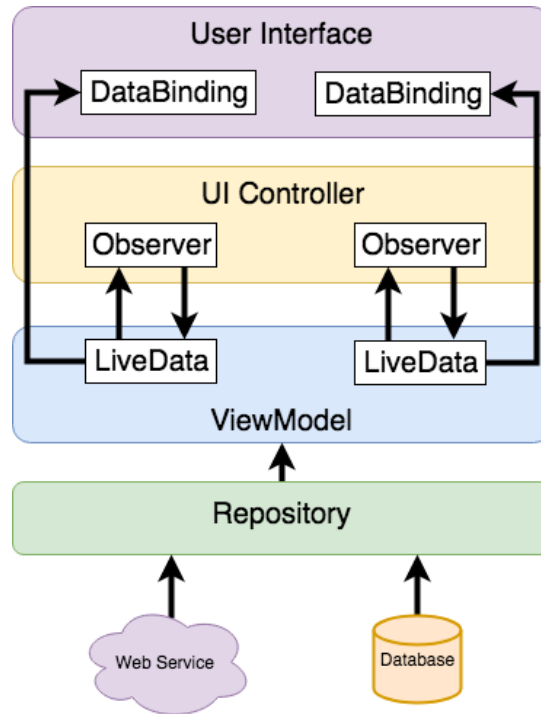 User Interface
DataBinding
DataBinding
UI Controller
Observer
Observer
LiveData
LiveData
ViewModel
Repository
Web Service
Database